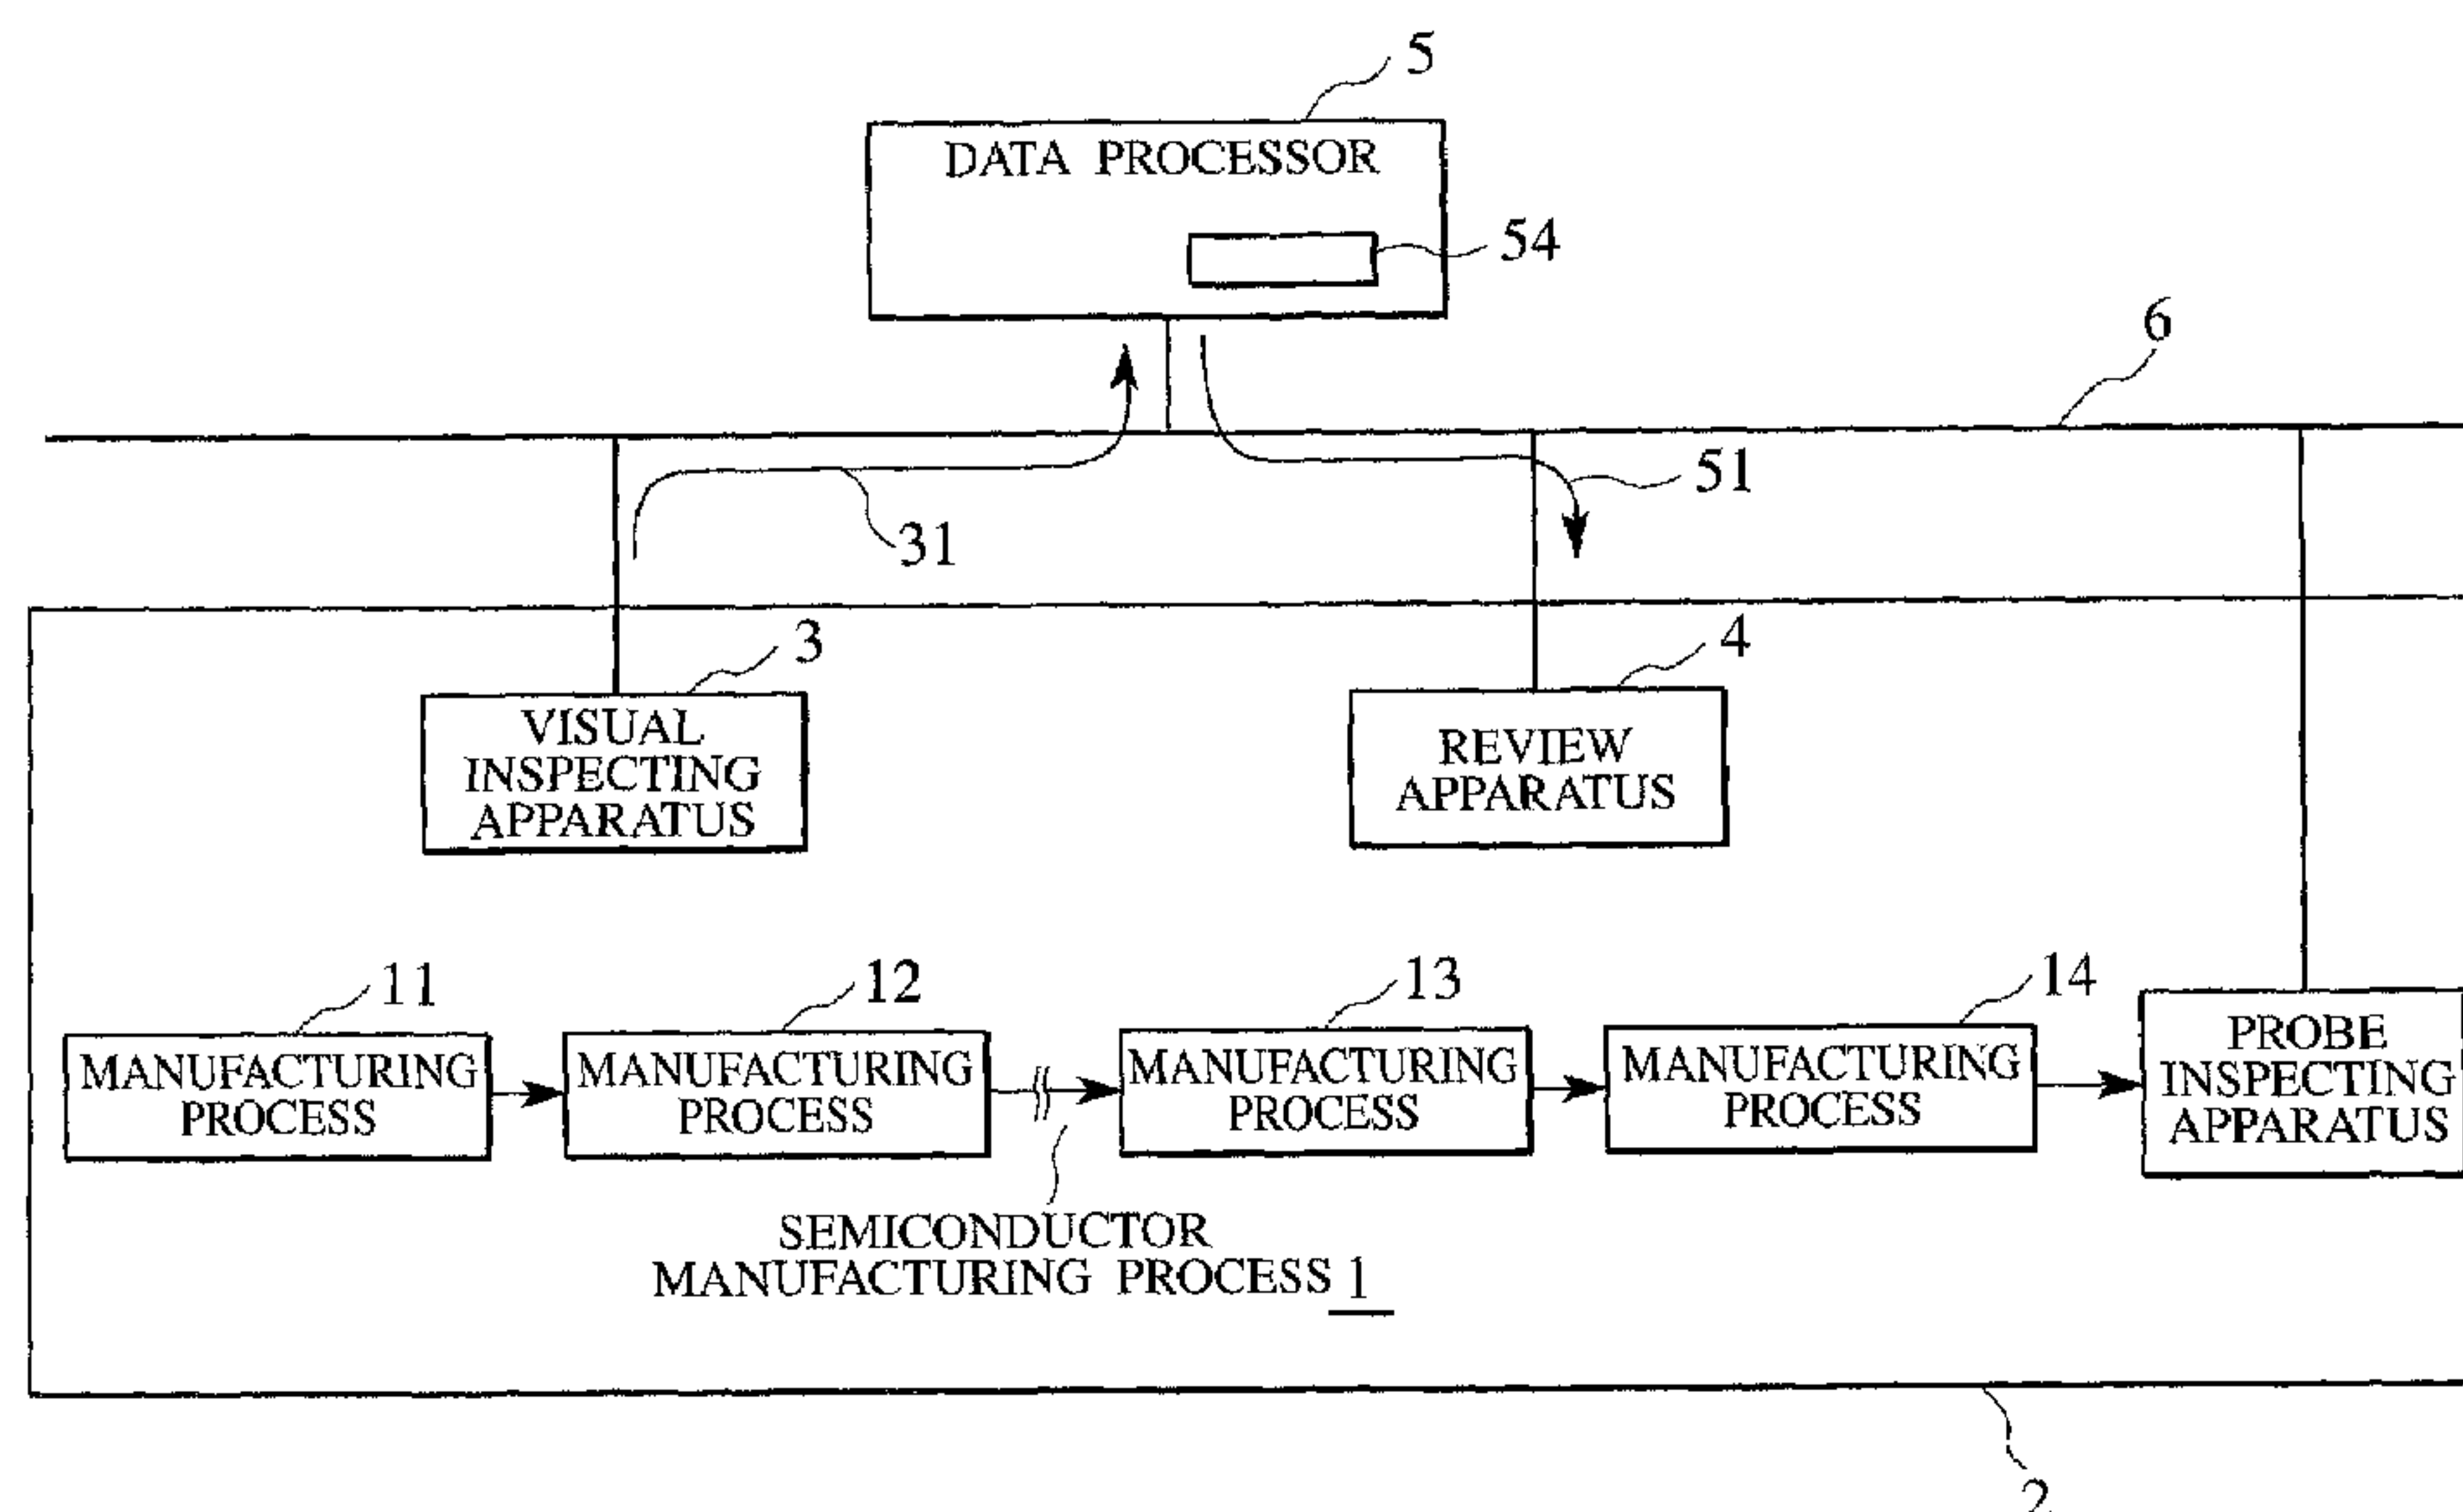 5
DATA PROCESSOR
54
6
51
31
3
4
VISUAL
INSPECTING
APPARATUS
REVIEW
APPARATUS
11
12
13
14
MANUFACTURING
PROCESS
MANUFACTURING
PROCESS
MANUFACTURING
PROCESS
MANUFACTURING
PROCESS
PROBE
INSPECTING
APPARATUS
SEMICONDUCTOR
MANUFACTURING PROCESS 1
2